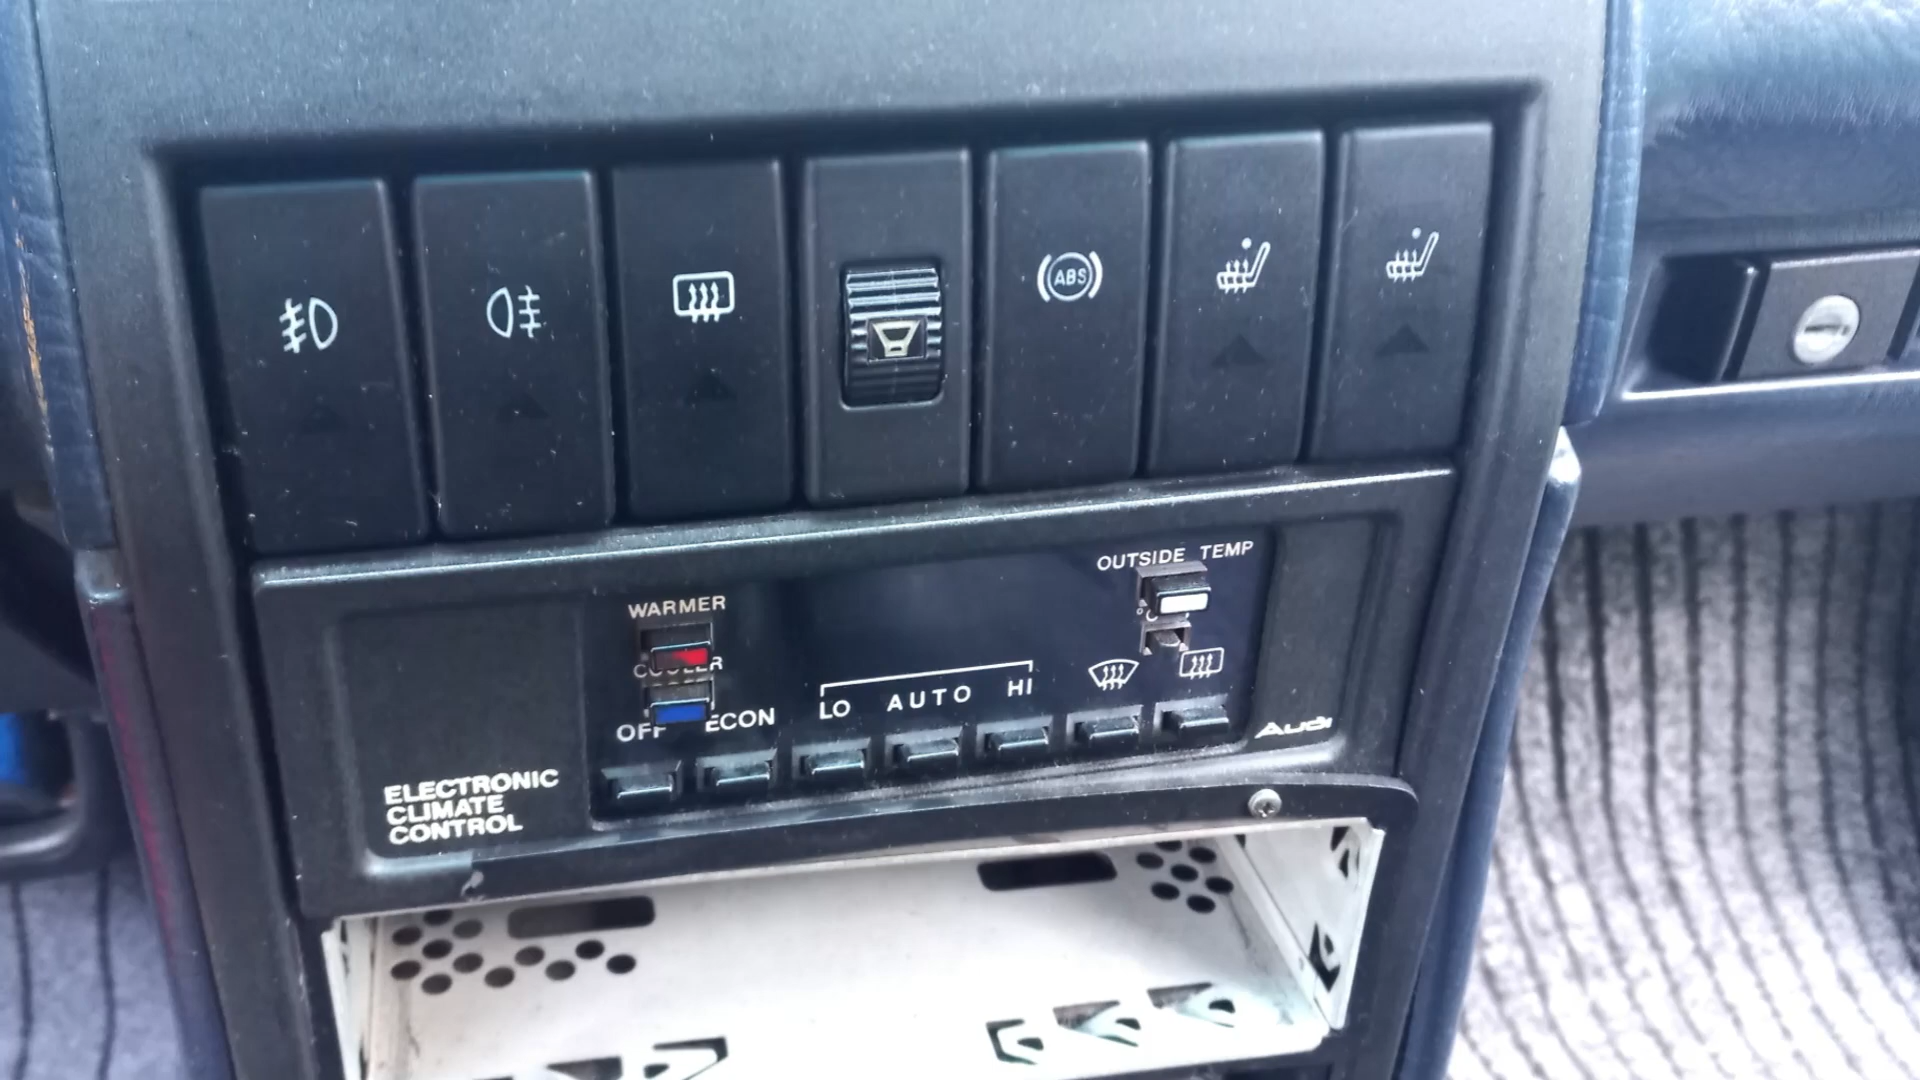 ABS
OUTSIDE TEMP
WARMER
COOLER
LO AUTO HI
OFF ECON
Audi
ELECTRONIC
CLIMATE
CONTROL